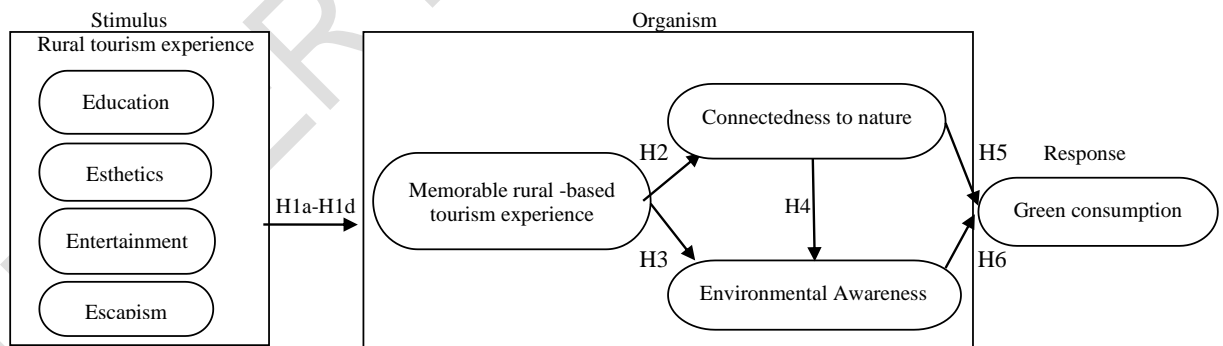 Stimulus
Rural tourism experience
Education
Esthetics
Entertainment
Escapism
H1a-H1d
Organism
Memorable rural -based
tourism experience
H2
H3
Connectedness to nature
H4
Environmental Awareness
H5
H6
Response
Green consumption